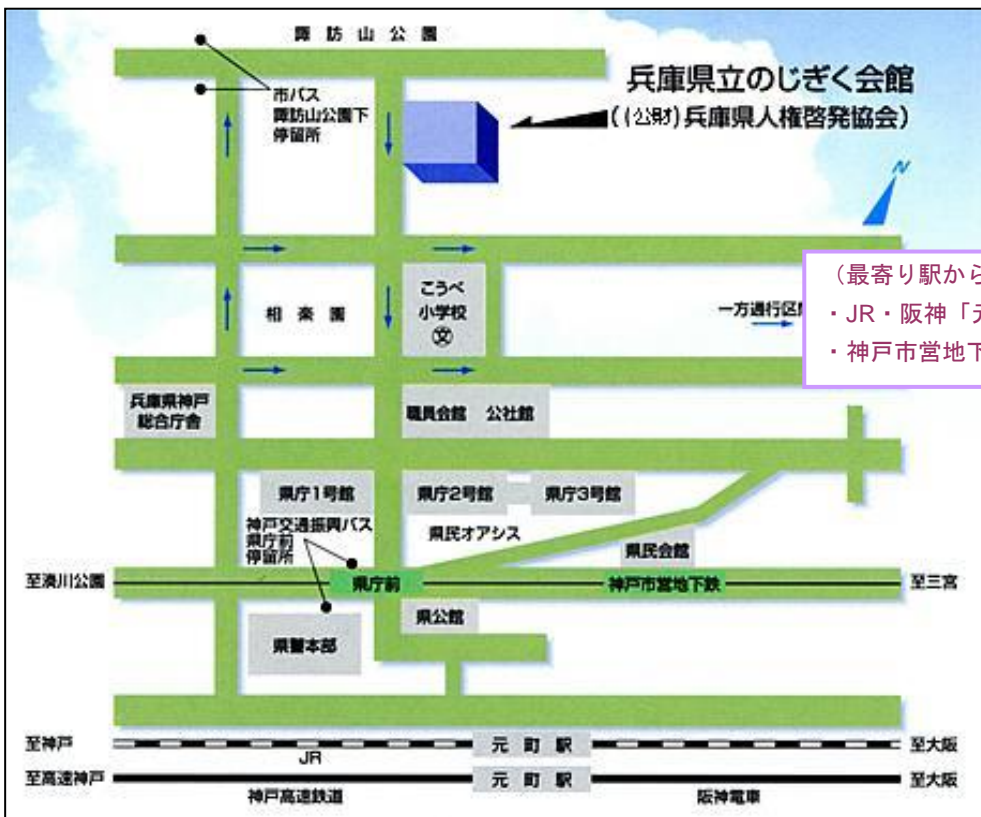 諏訪山公園
兵庫県立のじぎく会館
((公財)兵庫県人権啓発協会)
市バス
諏訪山公園下
停留所
N
(最寄り駅から
・JR・阪神「元
・神戸市営地下
相楽園
こうべ
小学校
文
一方通行区
兵庫県神戸
総合庁舎
職員会館 公社館
県庁1号館
県庁2号館
県庁3号館
神戸交通振興バス
県庁前
停留所
県民オアシス
県民会館
至湊川公園
県庁前
神戸市営地下鉄
至三宮
県公館
県警本部
至神戸
JR
元町駅
至大阪
至高速神戸
神戸高速鉄道
元町駅
阪神電車
至大阪